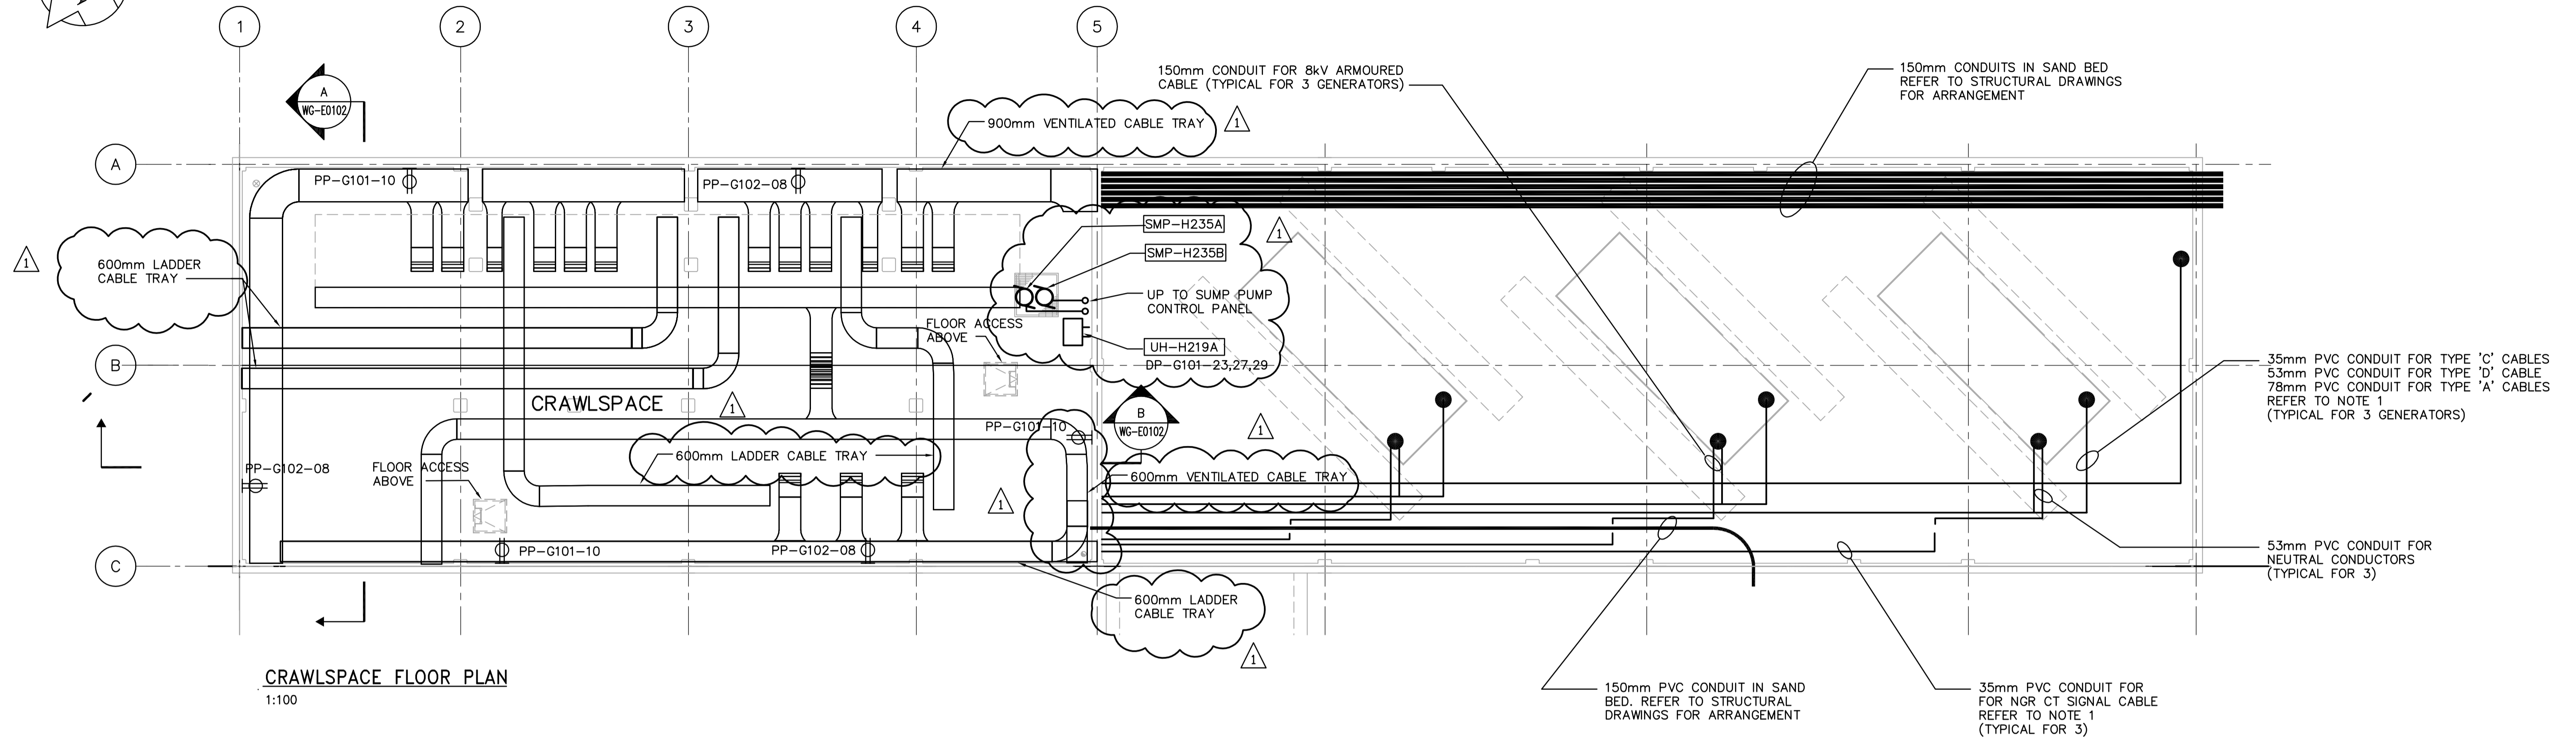 1
2
3
4
5
A
WG-E0102
150mm CONDUIT FOR 8kV ARMOURED
CABLE (TYPICAL FOR 3 GENERATORS)
150mm CONDUITS IN SAND BED
REFER TO STRUCTURAL DRAWINGS
FOR ARRANGEMENT
900mm VENTILATED CABLE TRAY
1
A
PP-G101-10
PP-G102-08
SMP-H235A
1
SMP-H235B
1
600mm LADDER
CABLE TRAY
UP TO SUMP PUMP
CONTROL PANEL
FLOOR ACCESS
ABOVE
UH-H219A
DP-G101-23,27,29
B
35mm PVC CONDUIT FOR TYPE 'C' CABLES
53mm PVC CONDUIT FOR TYPE 'D' CABLE
78mm PVC CONDUIT FOR TYPE 'A' CABLES
REFER TO NOTE 1
(TYPICAL FOR 3 GENERATORS)
CRAWLSPACE
1
B
WG-E0102
PP-G101-10
1
600mm LADDER CABLE TRAY
PP-G102-08
FLOOR ACCESS
ABOVE
600mm VENTILATED CABLE TRAY
1
PP-G101-10
PP-G102-08
C
53mm PVC CONDUIT FOR
NEUTRAL CONDUCTORS
(TYPICAL FOR 3)
600mm LADDER
CABLE TRAY
1
CRAWLSPACE FLOOR PLAN
1:100
150mm PVC CONDUIT IN SAND
BED. REFER TO STRUCTURAL
DRAWINGS FOR ARRANGEMENT
35mm PVC CONDUIT FOR
FOR NGR CT SIGNAL CABLE
REFER TO NOTE 1
(TYPICAL FOR 3)